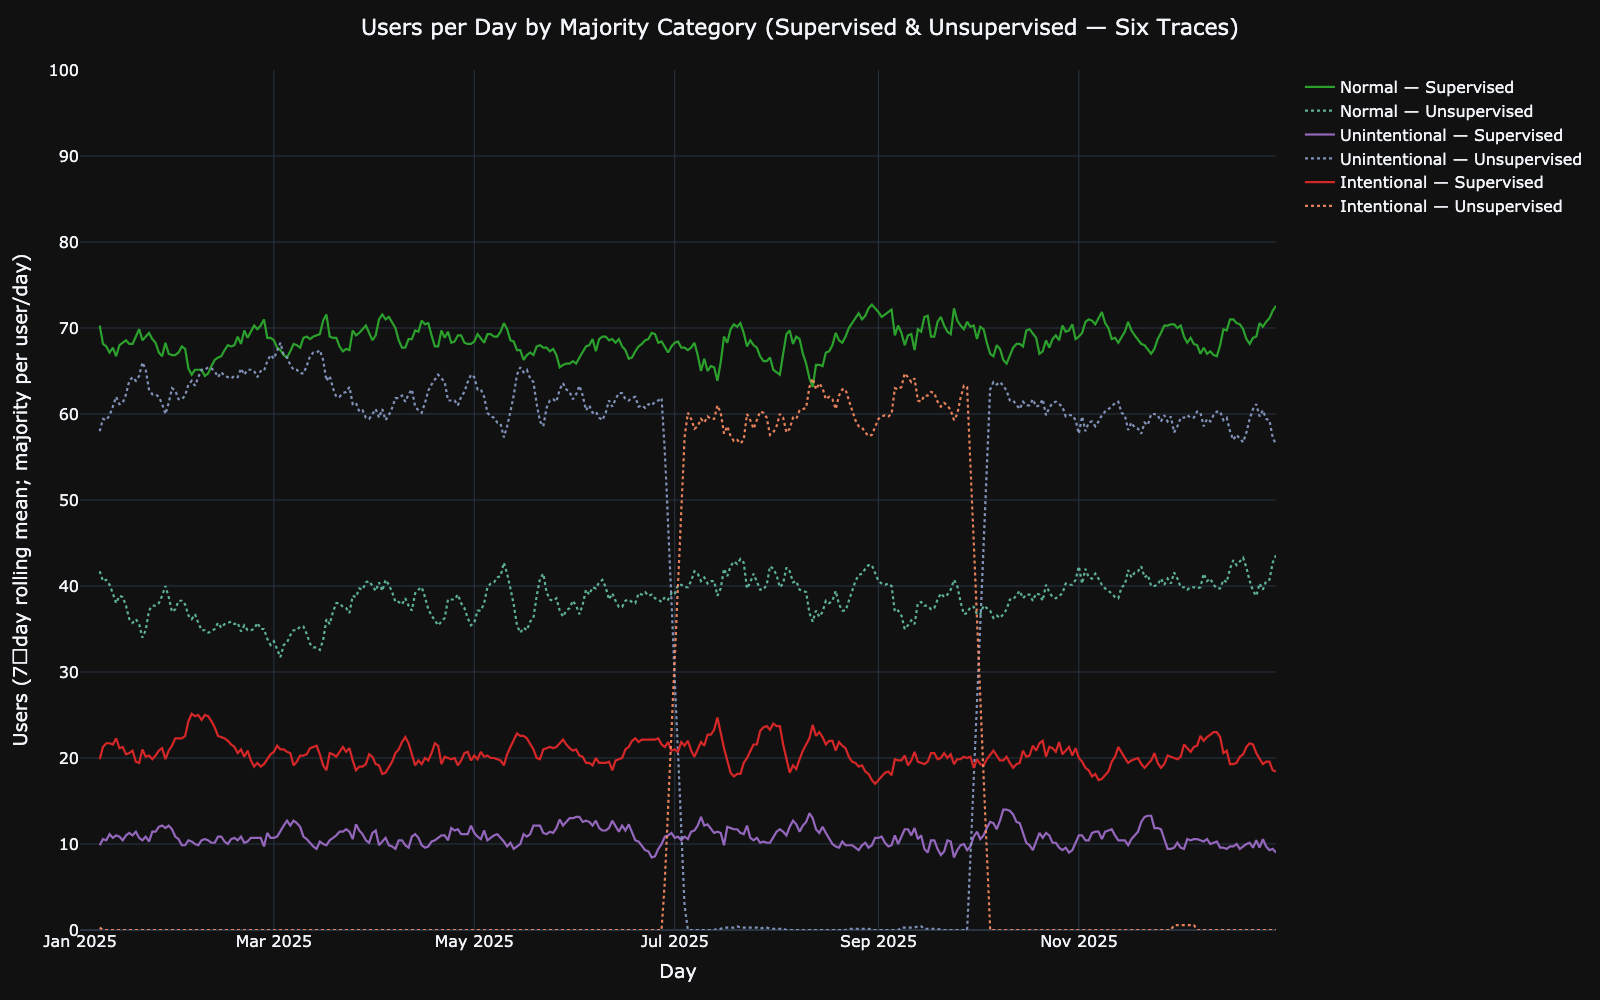 Users per Day by Majority Category (Supervised & Unsupervised — Six Traces)
Normal — Supervised
Normal — Unsupervised
Unintentional — Supervised
Unintentional — Unsupervised
Intentional — Supervised
Intentional — Unsupervised
Users (7□day rolling mean; majority per user/day)
100
90
80
70
60
50
40
30
20
10
0
Jan 2025
Mar 2025
May 2025
Jul 2025
Sep 2025
Nov 2025
Day